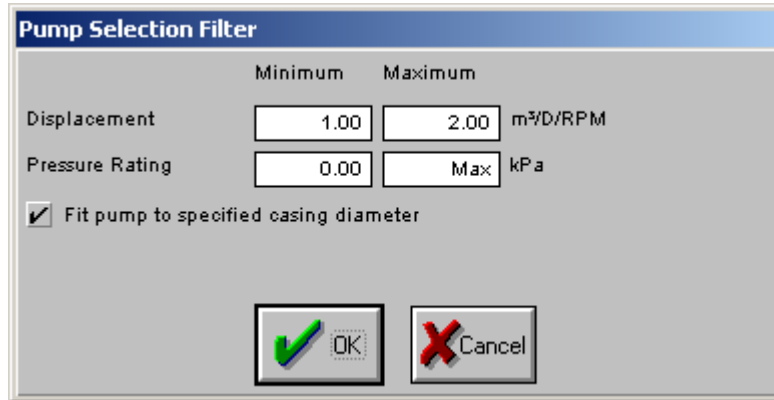 Pump Selection Filter
Minimum Maximum
Displacement 1.00 2.00 m³/D/RPM
Pressure Rating 0.00 Max kPa
Fit pump to specified casing diameter
OK Cancel